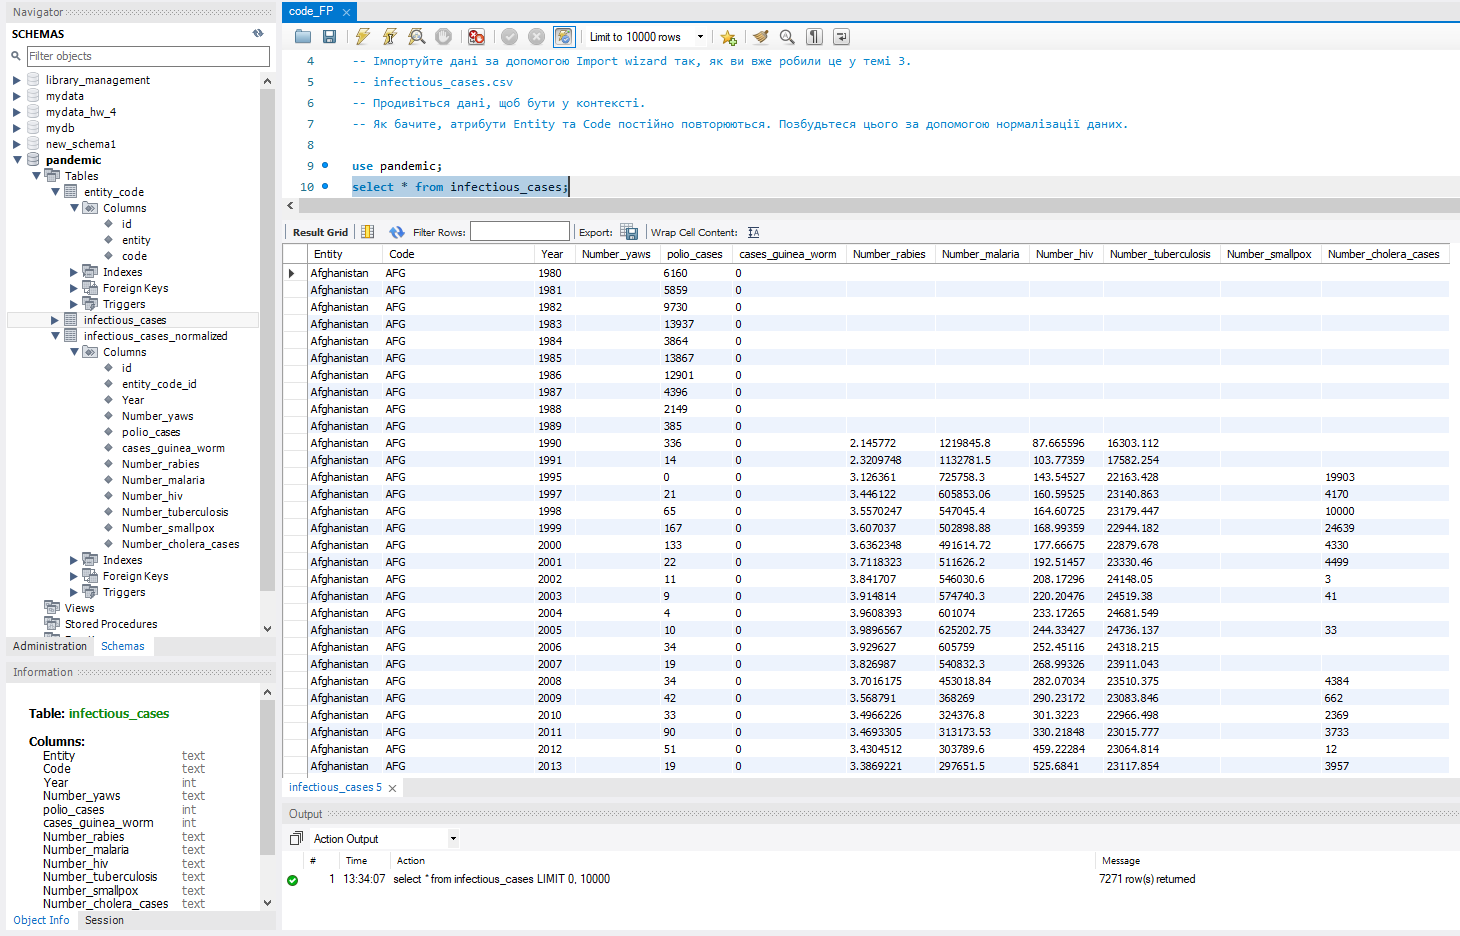 Navigator
SCHEMAS
Filter objects
library_management
mydata
mydata_hw_4
mydb
new_schema1
pandemic
Tables
entity_code
Columns
id
entity
code
Indexes
Foreign Keys
Triggers
infectious_cases
infectious_cases_normalized
Columns
id
entity_code_id
Year
Number_yaws
polio_cases
cases_guinea_worm
Number_rabies
Number_malaria
Number_hiv
Number_tuberculosis
Number_smallpox
Number_cholera_cases
Indexes
Foreign Keys
Triggers
Views
Stored Procedures
Administration Schemas
Information
Table: infectious_cases
Columns:
Entity text
Code text
Year int
Number_yaws text
polio_cases int
cases_guinea_worm int
Number_rabies text
Number_malaria text
Number_hiv text
Number_tuberculosis text
Number_smallpox text
Number_cholera_cases text
Object Info Session
code_FP
Limit to 10000 rows
4 -- Імпортуйте дані за допомогою Import wizard так, як ви вже робили це у темі 3.
5 -- infectious_cases.csv
6 -- Продивіться дані, щоб бути у контексті.
7 -- Як бачите, атрибути Entity та Code постійно повторюються. Позбудьтеся цього за допомогою нормалізації даних.
8
9 use pandemic;
10 select * from infectious_cases;
Result Grid Filter Rows: Export: Wrap Cell Content:
Entity Code Year Number_yaws polio_cases cases_guinea_worm Number_rabies Number_malaria Number_hiv Number_tuberculosis Number_smallpox Number_cholera_cases
Afghanistan AFG 1980 6160 0
Afghanistan AFG 1981 5859 0
Afghanistan AFG 1982 9730 0
Afghanistan AFG 1983 13937 0
Afghanistan AFG 1984 3864 0
Afghanistan AFG 1985 13867 0
Afghanistan AFG 1986 12901 0
Afghanistan AFG 1987 4396 0
Afghanistan AFG 1988 2149 0
Afghanistan AFG 1989 385 0
Afghanistan AFG 1990 336 0 2.145772 1219845.8 87.665596 16303.112
Afghanistan AFG 1991 14 0 2.3209748 1132781.5 103.77359 17582.254
Afghanistan AFG 1995 0 0 3.126361 725758.3 143.54527 22163.428 19903
Afghanistan AFG 1997 21 0 3.446122 605853.06 160.59525 23140.863 4170
Afghanistan AFG 1998 65 0 3.5570247 547045.4 164.60725 23179.447 10000
Afghanistan AFG 1999 167 0 3.607037 502898.88 168.99359 22944.182 24639
Afghanistan AFG 2000 133 0 3.6362348 491614.72 177.66675 22879.678 4330
Afghanistan AFG 2001 22 0 3.7118323 511626.2 192.51457 23330.46 4499
Afghanistan AFG 2002 11 0 3.841707 546030.6 208.17296 24148.05 3
Afghanistan AFG 2003 9 0 3.914814 574740.3 220.20476 24519.38 41
Afghanistan AFG 2004 4 0 3.9608393 601074 233.17265 24681.549
Afghanistan AFG 2005 10 0 3.9896567 625202.75 244.33427 24736.137 33
Afghanistan AFG 2006 34 0 3.929627 605759 252.45116 24318.215
Afghanistan AFG 2007 19 0 3.826987 540832.3 268.99326 23911.043
Afghanistan AFG 2008 34 0 3.7016175 453018.84 282.07034 23510.375 4384
Afghanistan AFG 2009 42 0 3.568791 368269 290.23172 23083.846 662
Afghanistan AFG 2010 33 0 3.4966226 324376.8 301.3223 22966.498 2369
Afghanistan AFG 2011 90 0 3.4693305 313173.53 330.21848 23015.777 3733
Afghanistan AFG 2012 51 0 3.4304512 303789.6 459.22284 23064.814 12
Afghanistan AFG 2013 19 0 3.3869221 297651.5 525.6841 23117.854 3957
infectious_cases 5
Output
Action Output
# Time Action Message
1 13:34:07 select * from infectious_cases LIMIT 0, 10000 7271 row(s) returned